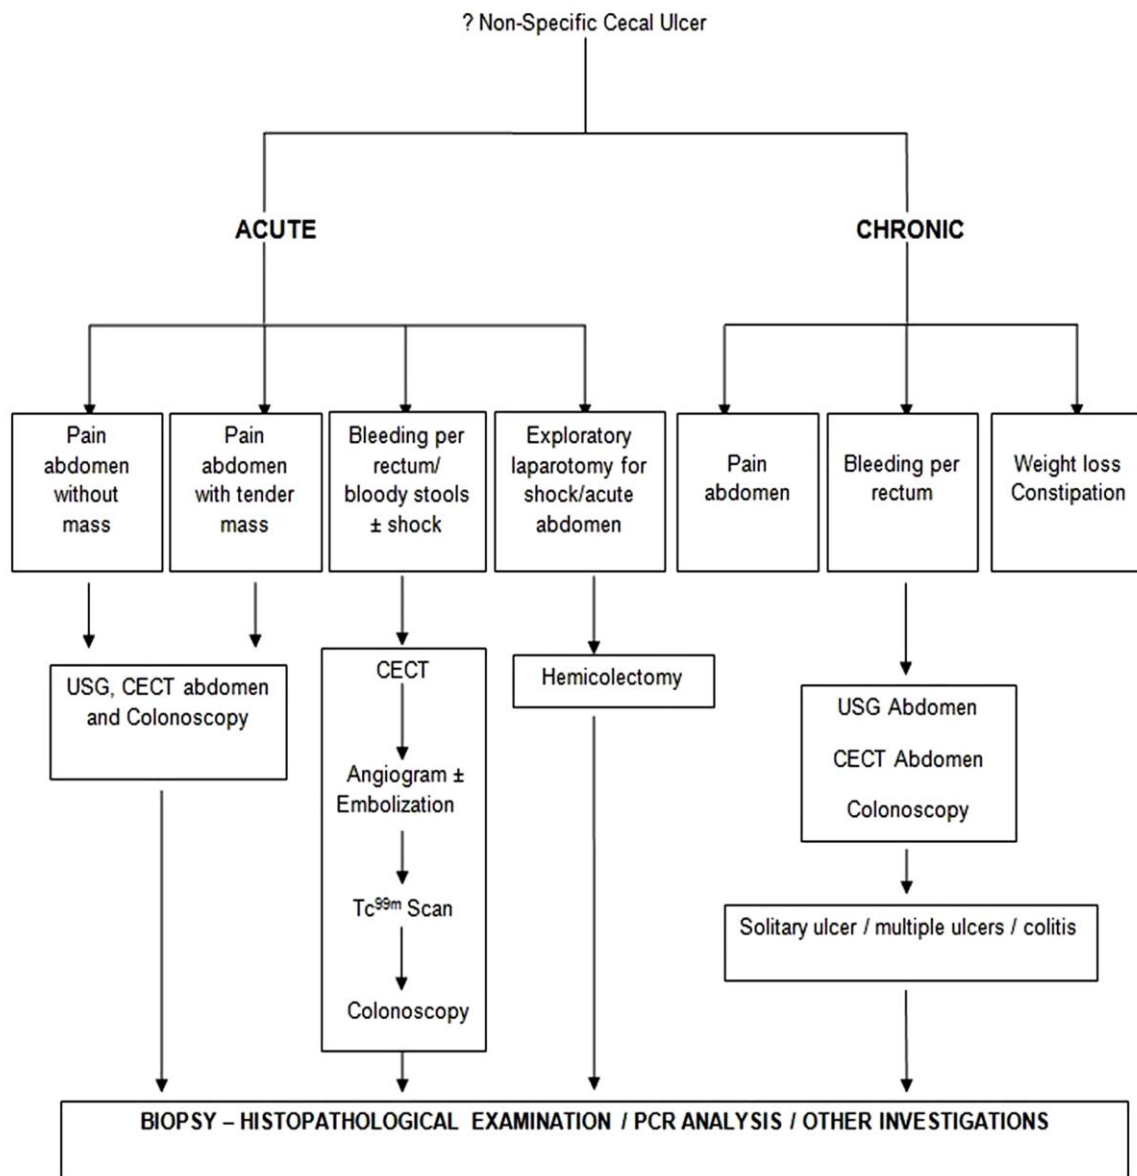 ? Non-Specific Cecal Ulcer
ACUTE
CHRONIC
Pain
abdomen
without
mass
Pain
abdomen
with tender
mass
Bleeding per
rectum/
bloody stools
± shock
Exploratory
laparotomy for
shock/acute
abdomen
Pain
abdomen
Bleeding per
rectum
Weight loss
Constipation
USG, CECT abdomen
and Colonoscopy
CECT
Angiogram ±
Embolization
Tc⁹⁹ᵐ Scan
Colonoscopy
Hemicolectomy
USG Abdomen
CECT Abdomen
Colonoscopy
Solitary ulcer / multiple ulcers / colitis
BIOPSY – HISTOPATHOLOGICAL EXAMINATION / PCR ANALYSIS / OTHER INVESTIGATIONS